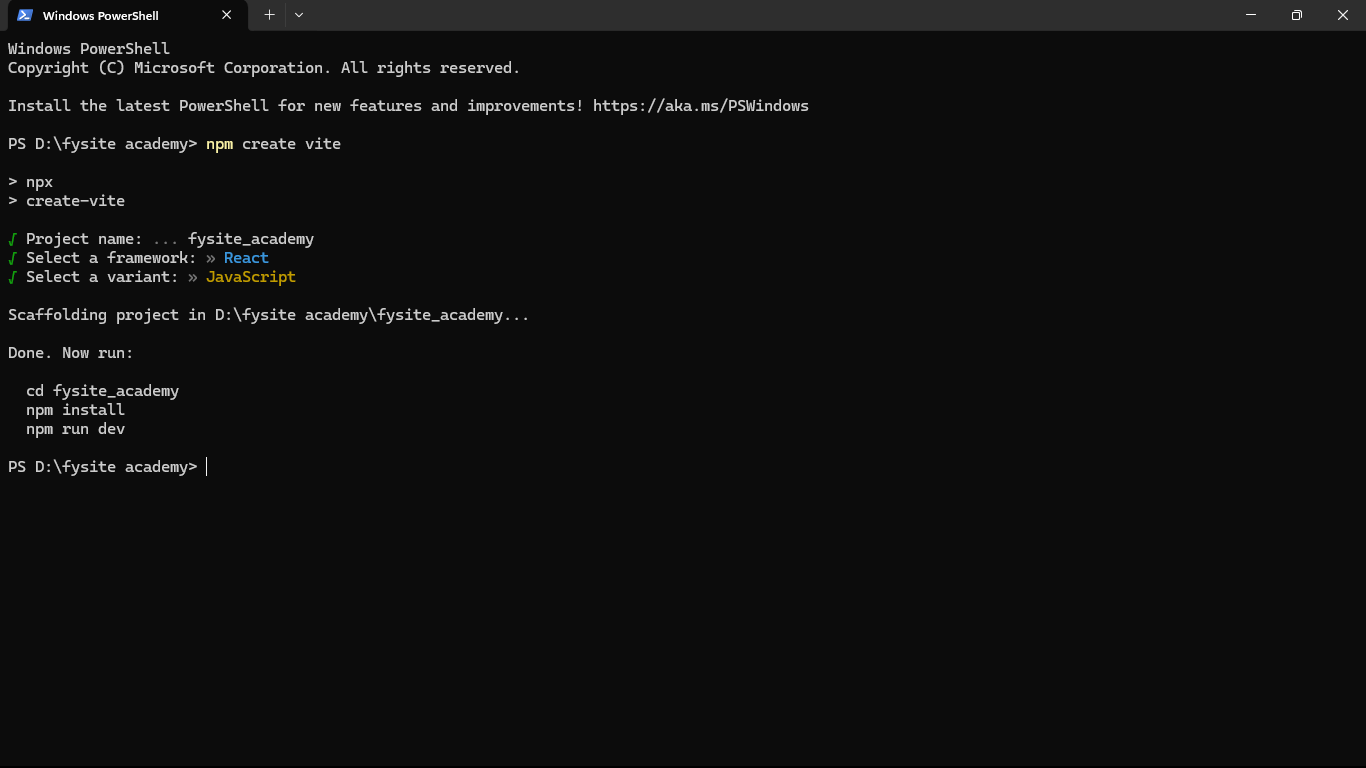 Windows PowerShell
Windows PowerShell
Copyright (C) Microsoft Corporation. All rights reserved.
Install the latest PowerShell for new features and improvements! https://aka.ms/PSWindows
PS D:\fysite academy> npm create vite
> npx
> create-vite
√ Project name: ... fysite_academy
√ Select a framework: » React
√ Select a variant: » JavaScript
Scaffolding project in D:\fysite academy\fysite_academy...
Done. Now run:
cd fysite_academy
npm install
npm run dev
PS D:\fysite academy>